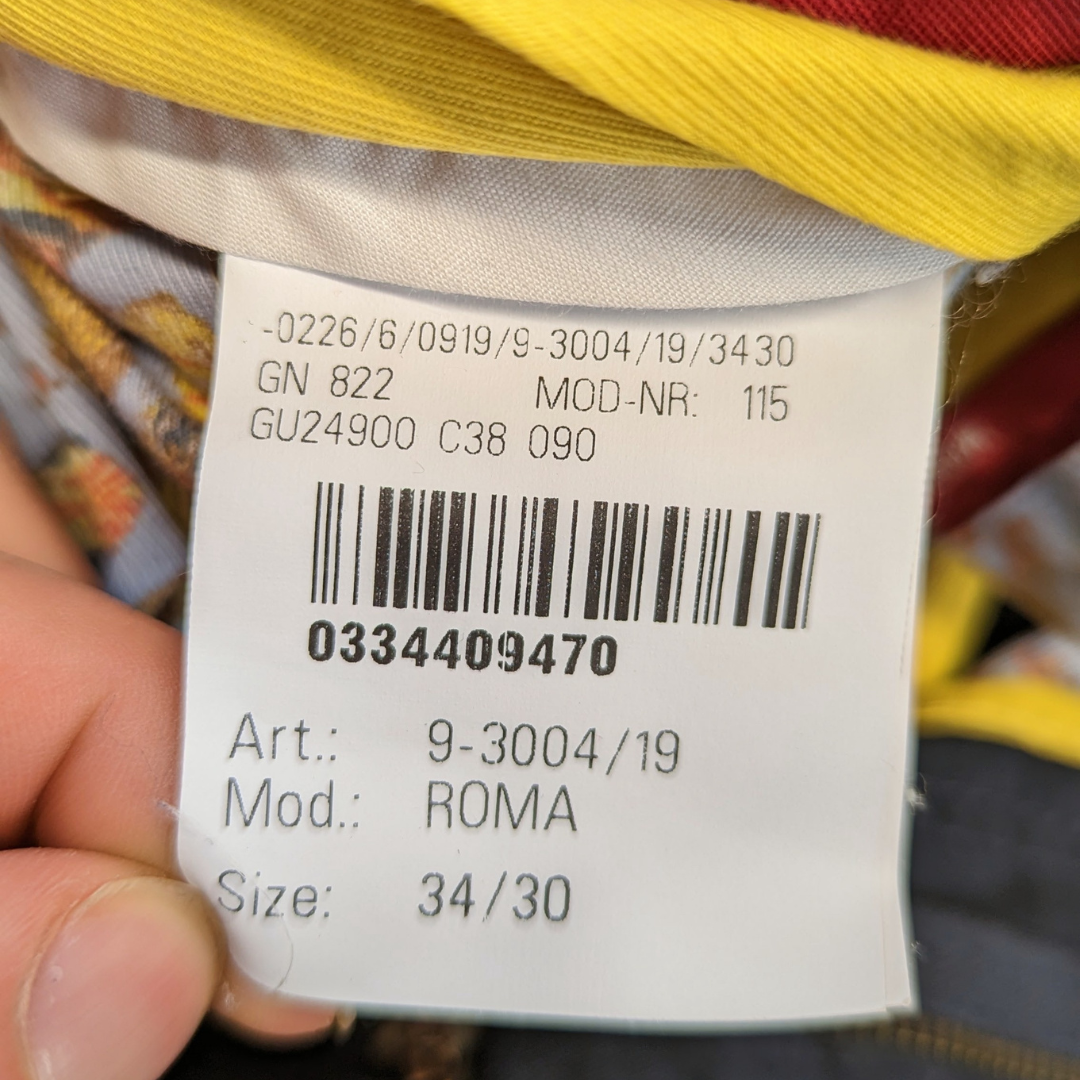 -0226/6/0919/9-3004/19/3430
GN 822 MOD-NR: 115
GU24900 C38 090
0334409470
Art.: 9-3004/19
Mod.: ROMA
Size: 34/30